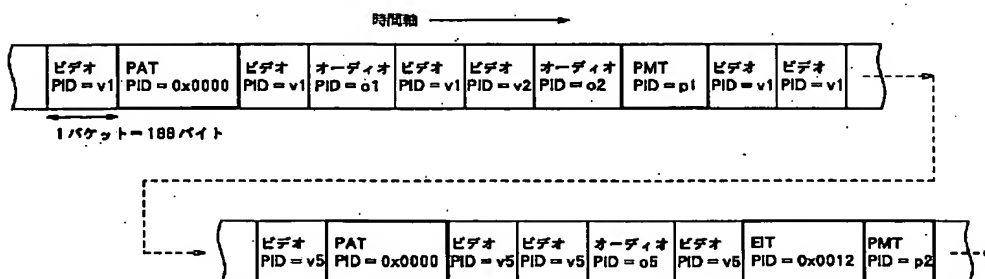 時間軸
ビデオ
PID=v1
PAT
PID=0x0000
ビデオ
PID=v1
オーディオ
PID=o1
ビデオ
PID=v1
ビデオ
PID=v2
オーディオ
PID=o2
PMT
PID=p1
ビデオ
PID=v1
ビデオ
PID=v1
1パケット=188バイト
ビデオ
PID=v5
PAT
PID=0x0000
ビデオ
PID=v5
ビデオ
PID=v5
オーディオ
PID=o5
ビデオ
PID=v5
EIT
PID=0x0012
PMT
PID=p2